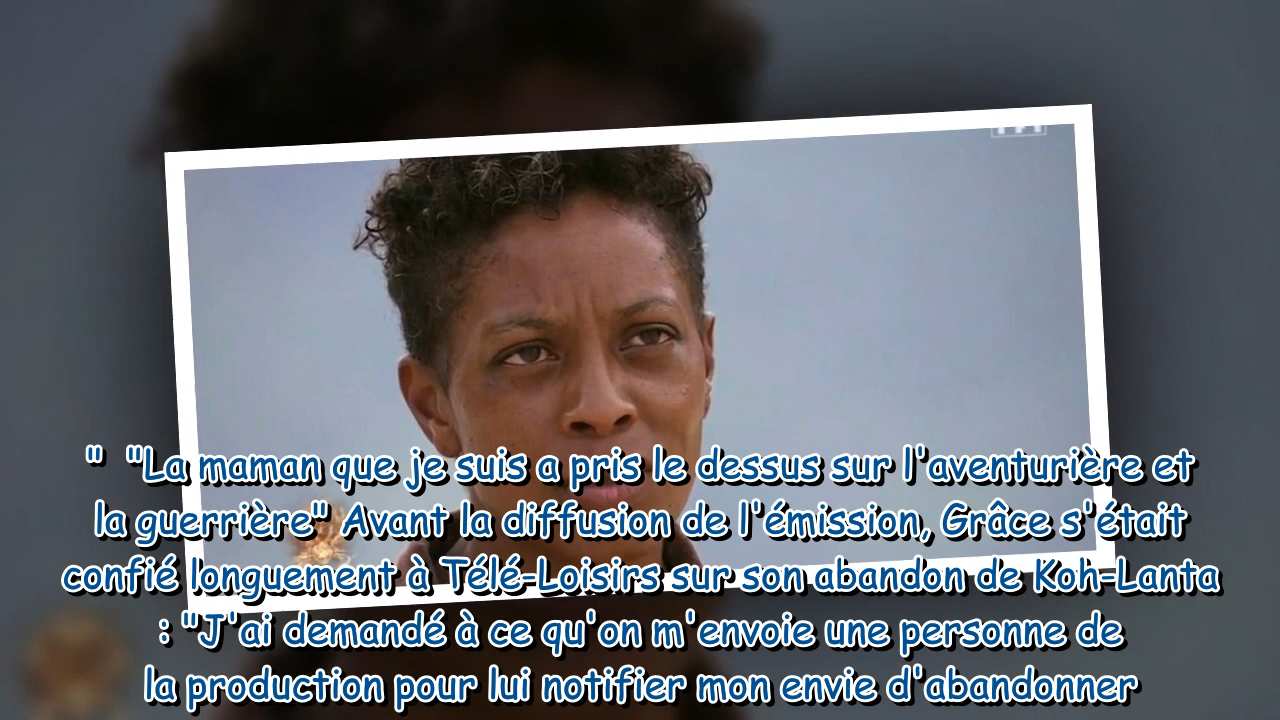 "  "La maman que je suis a pris le dessus sur l'aventurière et
la guerrière" Avant la diffusion de l'émission, Grâce s'était
confié longuement à Télé-Loisirs sur son abandon de Koh-Lanta
: "J'ai demandé à ce qu'on m'envoie une personne de
la production pour lui notifier mon envie d'abandonner